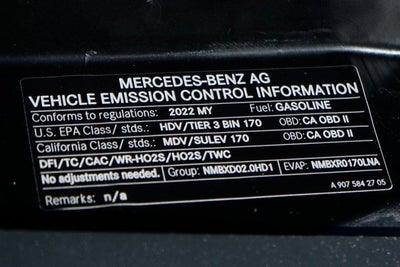 MERCEDES-BENZ AG
VEHICLE EMISSION CONTROL INFORMATION
Conforms to regulations: 2022 MY Fuel: GASOLINE
U.S. EPA Class/ stds.: HDV/TIER 3 BIN 170 OBD: CA OBD II
California Class/ stds.: MDV/SULEV 170 OBD: CA OBD II
DFI/TC/CAC/WR-HO2S/HO2S/TWC
No adjustments needed. Group: NMBXD02.0HD1 EVAP: NMBXR0170LNA
Remarks: n/a A 907 584 27 05